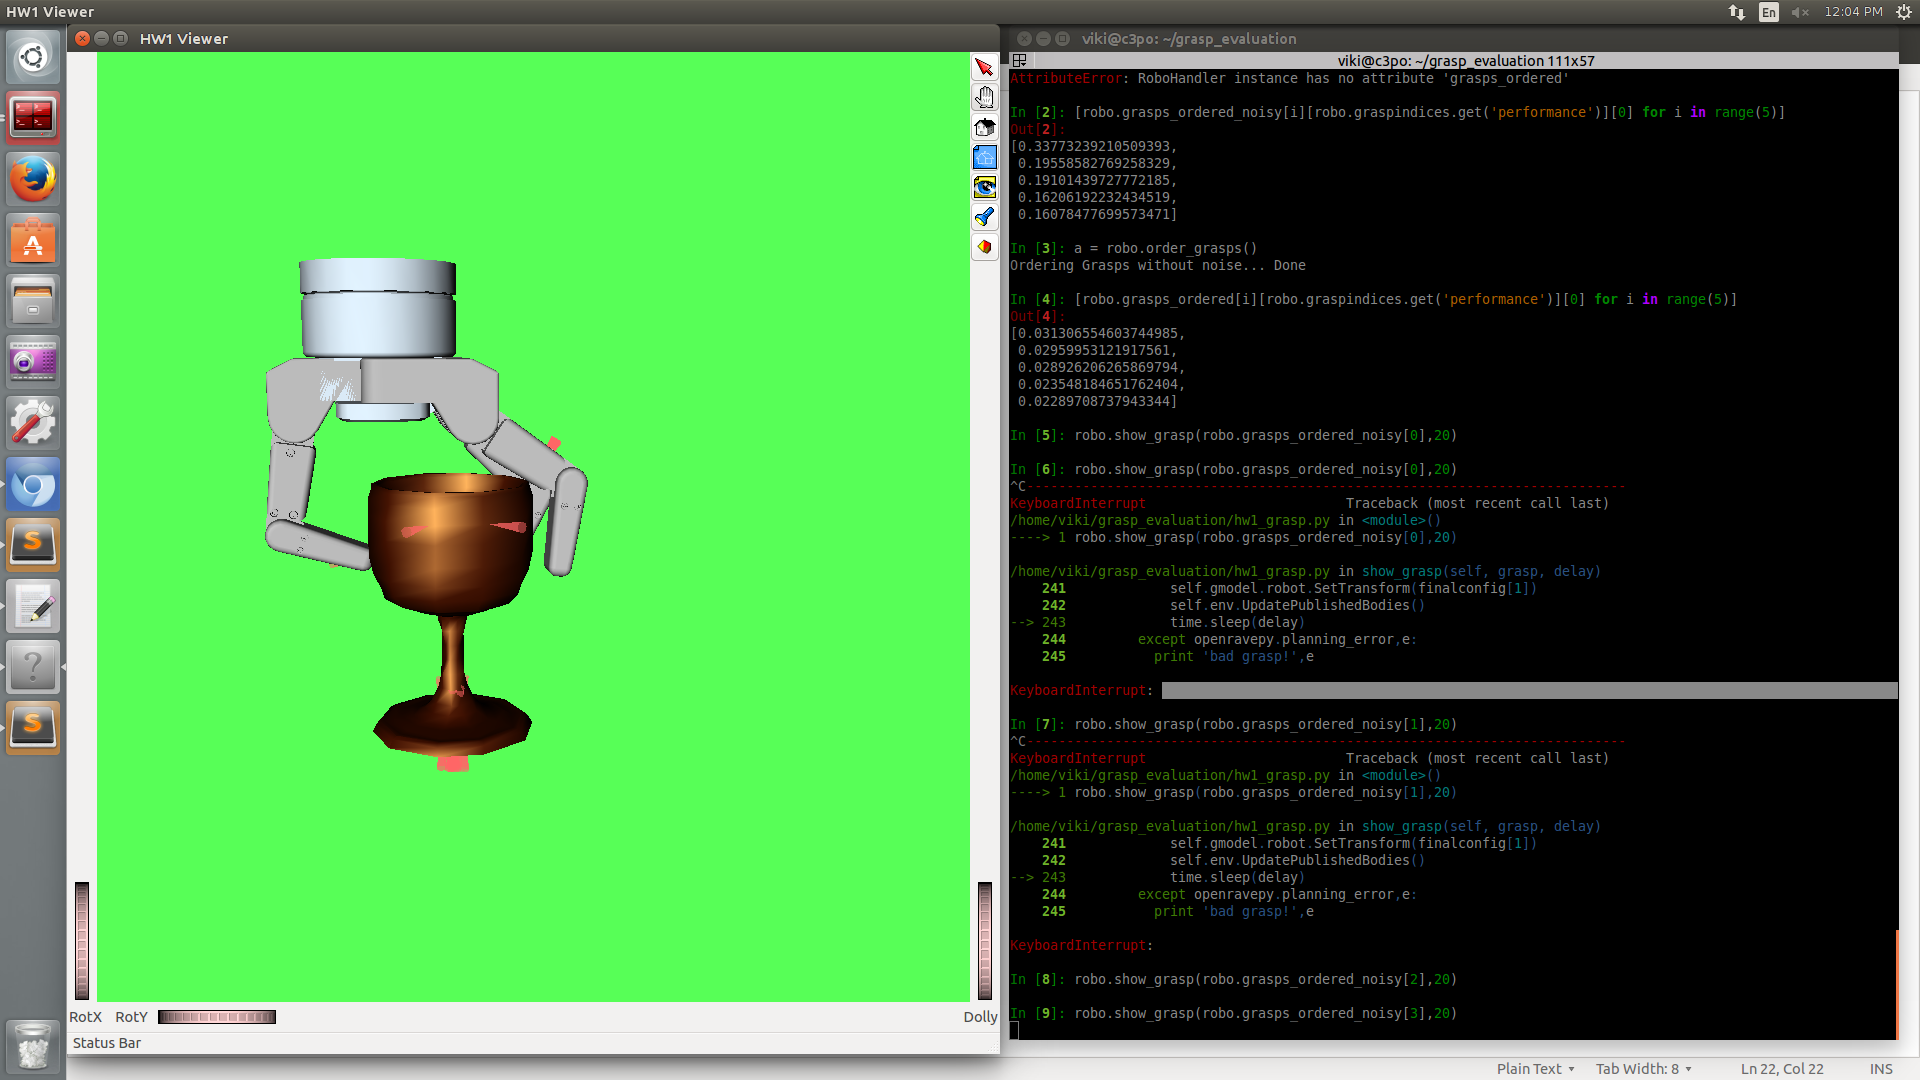 HW1 Viewer
En
12:04 PM
HW1 Viewer
RotX RotY
Dolly
Status Bar
viki@c3po: ~/grasp_evaluation
viki@c3po: ~/grasp_evaluation 111x57
AttributeError: RoboHandler instance has no attribute 'grasps_ordered'
In [2]: [robo.grasps_ordered_noisy[i][robo.graspindices.get('performance')][0] for i in range(5)]
Out[2]:
[0.33773239210509393,
0.19558582769258329,
0.19101439727772185,
0.16206192232434519,
0.16078477699573471]
In [3]: a = robo.order_grasps()
Ordering Grasps without noise... Done
In [4]: [robo.grasps_ordered[i][robo.graspindices.get('performance')][0] for i in range(5)]
Out[4]:
[0.031306554603744985,
0.02959953121917561,
0.028926206265869794,
0.023548184651762404,
0.02289708737943344]
In [5]: robo.show_grasp(robo.grasps_ordered_noisy[0],20)
In [6]: robo.show_grasp(robo.grasps_ordered_noisy[0],20)
^C---------------------------------------------------------------------------
KeyboardInterrupt Traceback (most recent call last)
/home/viki/grasp_evaluation/hw1_grasp.py in <module>()
----> 1 robo.show_grasp(robo.grasps_ordered_noisy[0],20)
/home/viki/grasp_evaluation/hw1_grasp.py in show_grasp(self, grasp, delay)
241 self.gmodel.robot.SetTransform(finalconfig[1])
242 self.env.UpdatePublishedBodies()
--> 243 time.sleep(delay)
244 except openravepy.planning_error,e:
245 print 'bad grasp!',e
KeyboardInterrupt:
In [7]: robo.show_grasp(robo.grasps_ordered_noisy[1],20)
^C---------------------------------------------------------------------------
KeyboardInterrupt Traceback (most recent call last)
/home/viki/grasp_evaluation/hw1_grasp.py in <module>()
----> 1 robo.show_grasp(robo.grasps_ordered_noisy[1],20)
/home/viki/grasp_evaluation/hw1_grasp.py in show_grasp(self, grasp, delay)
241 self.gmodel.robot.SetTransform(finalconfig[1])
242 self.env.UpdatePublishedBodies()
--> 243 time.sleep(delay)
244 except openravepy.planning_error,e:
245 print 'bad grasp!',e
KeyboardInterrupt:
In [8]: robo.show_grasp(robo.grasps_ordered_noisy[2],20)
In [9]: robo.show_grasp(robo.grasps_ordered_noisy[3],20)
Plain Text Tab Width: 8 Ln 22, Col 22 INS